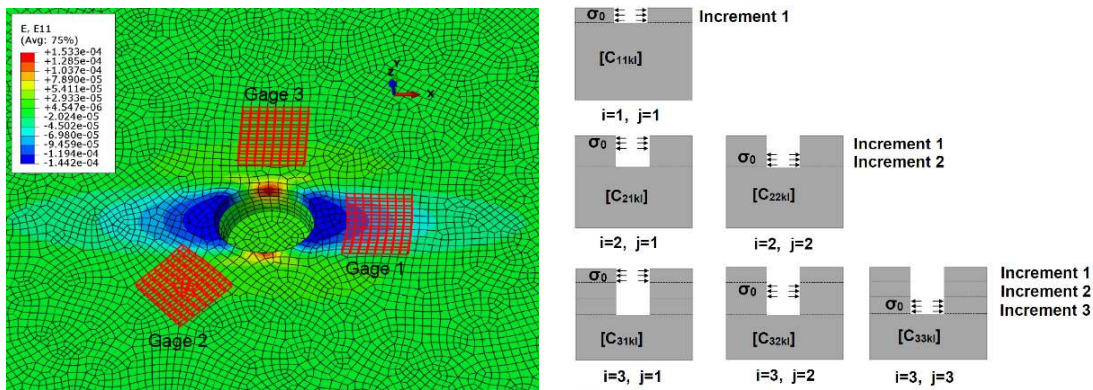 E, E11
(Avg: 75%)
+1.533e-04
+1.285e-04
+1.037e-04
+7.890e-05
+5.411e-05
+2.933e-05
+4.547e-06
-2.024e-05
-4.502e-05
-6.980e-05
-9.459e-05
-1.194e-04
-1.442e-04
Y
Z
X
Gage 3
Gage 1
Gage 2
σ0 Increment 1
[C11kl]
i=1, j=1
σ0
[C21kl]
i=2, j=1
Increment 1
σ0 Increment 2
[C22kl]
i=2, j=2
σ0
[C31kl]
i=3, j=1
σ0
[C32kl]
i=3, j=2
Increment 1
Increment 2
σ0 Increment 3
[C33kl]
i=3, j=3